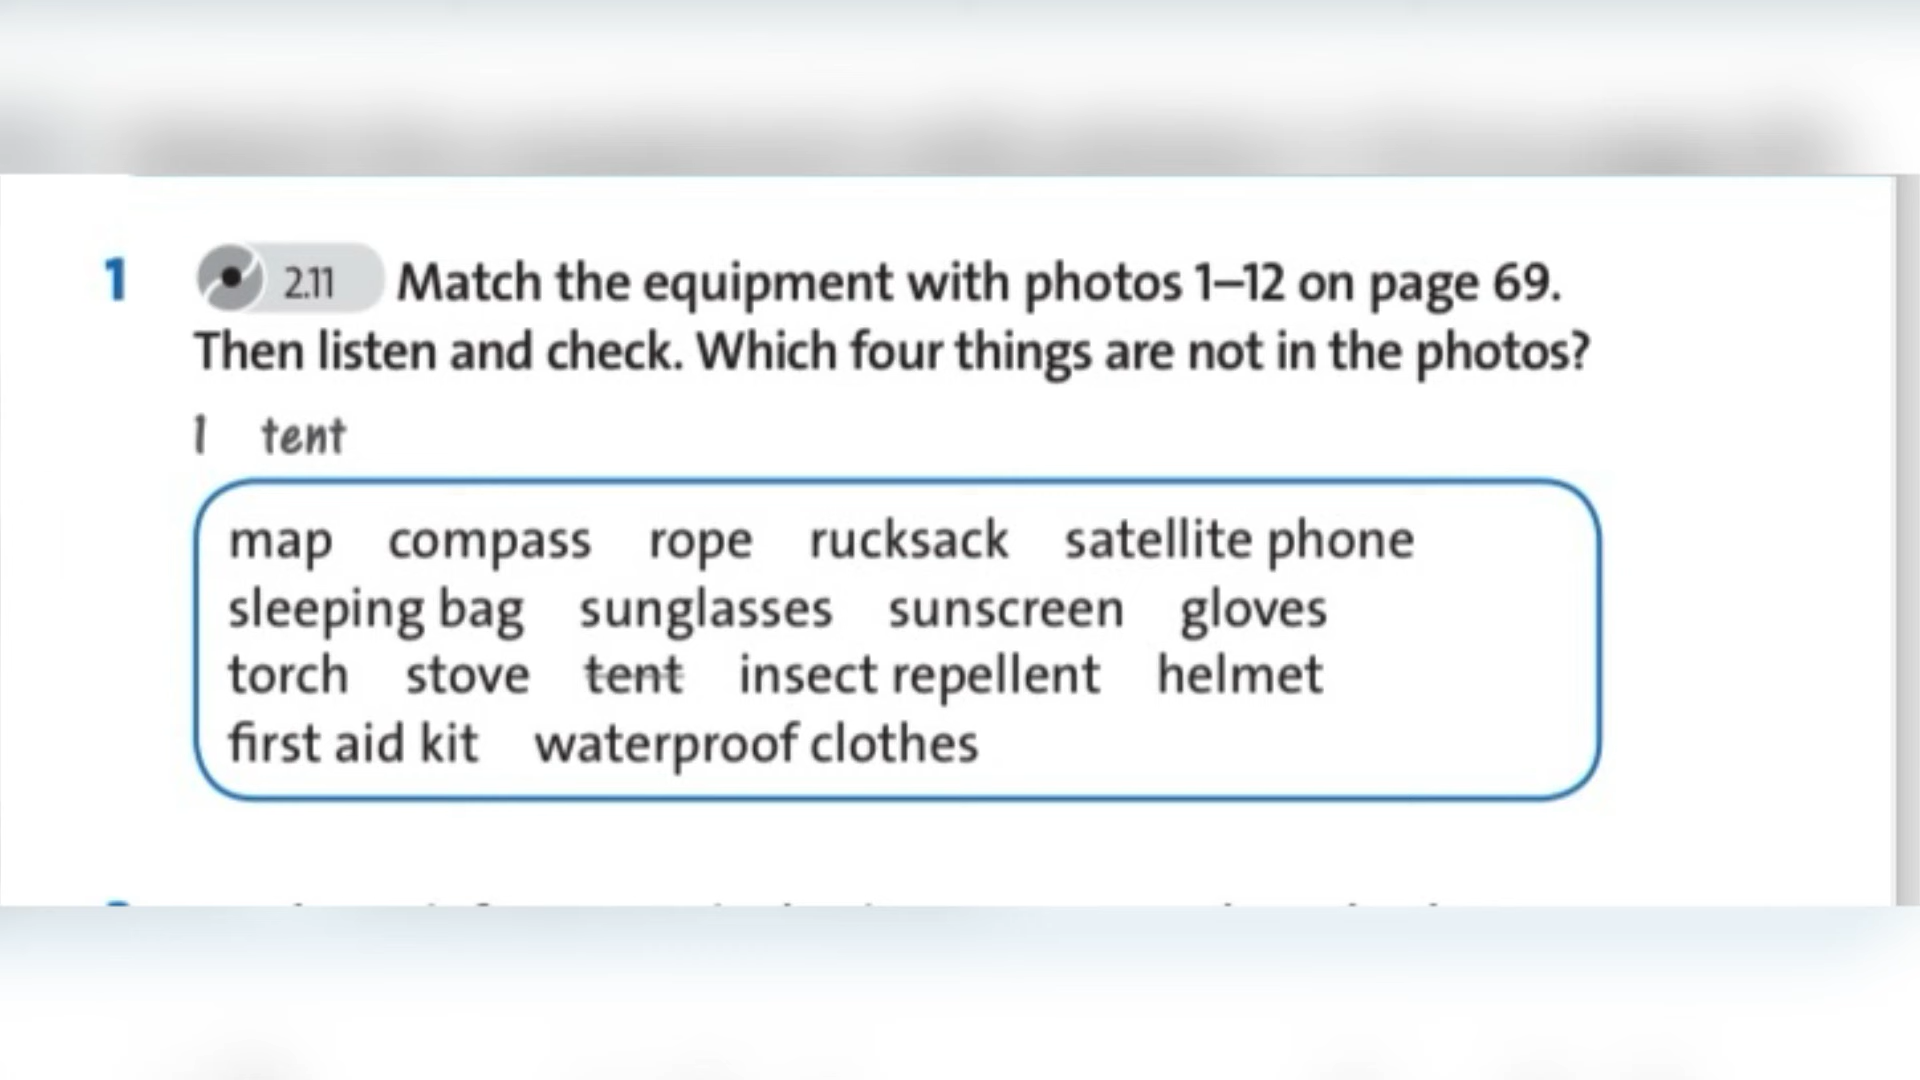 1 2.11 Match the equipment with photos 1–12 on page 69.
Then listen and check. Which four things are not in the photos?
1 tent
map compass rope rucksack satellite phone
sleeping bag sunglasses sunscreen gloves
torch stove tent insect repellent helmet
first aid kit waterproof clothes